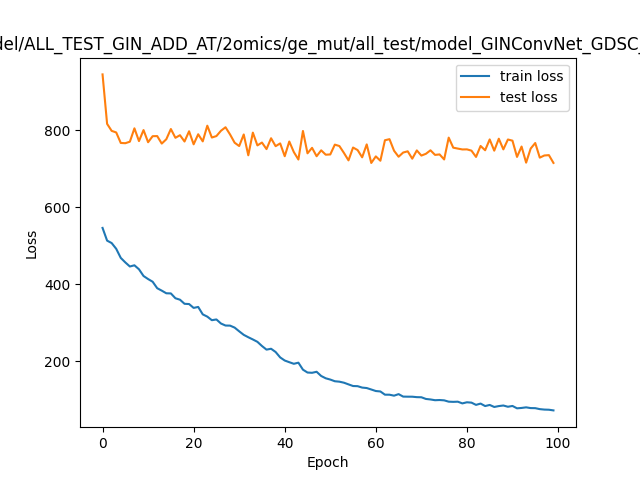 del/ALL_TEST_GIN_ADD_AT/2omics/ge_mut/all_test/model_GINConvNet_GDSC_
train loss
test loss
Loss
800
600
400
200
0
20
40
60
80
100
Epoch